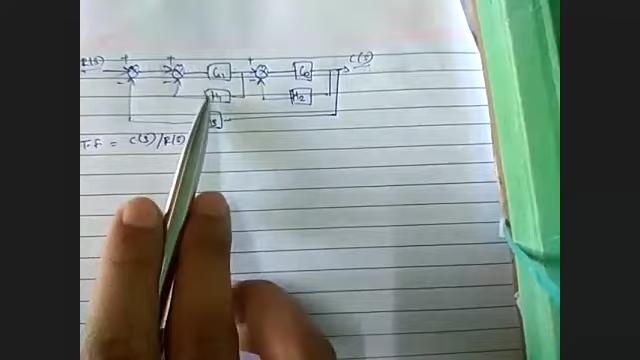 R(s) + + G1 + G2 C(s)
- - H1 - H2
T.F = C(s)/R(s)